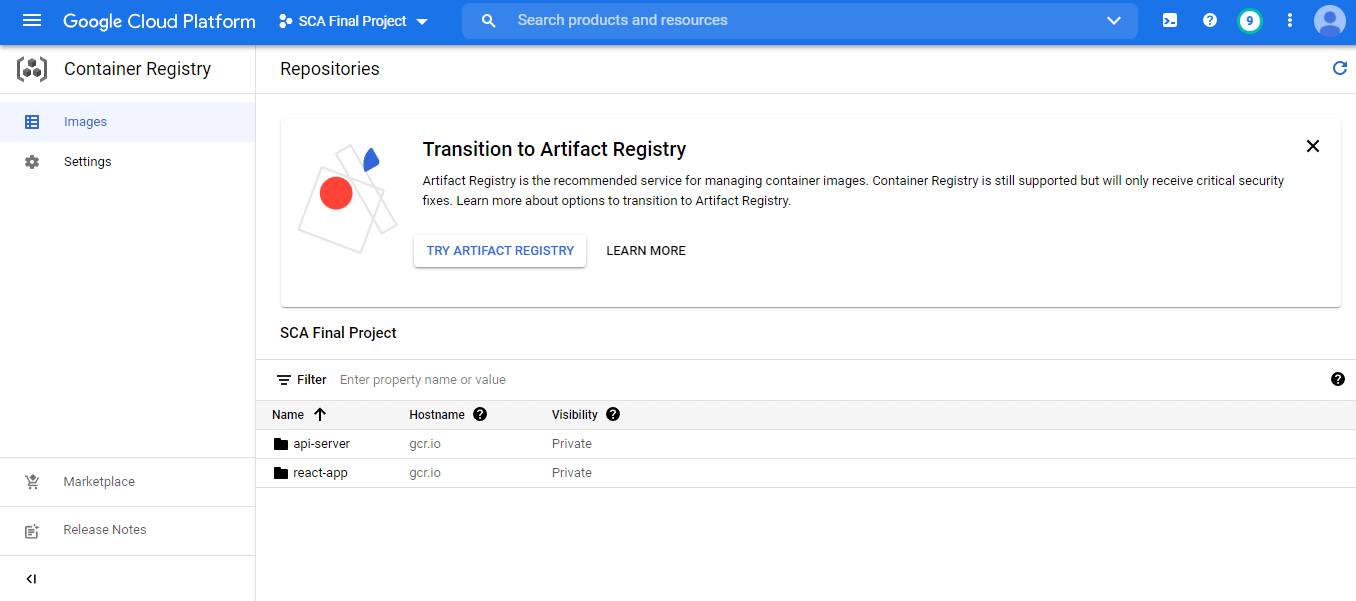 Google Cloud Platform
SCA Final Project
Search products and resources
9
Container Registry
Repositories
Images
Settings
Transition to Artifact Registry
Artifact Registry is the recommended service for managing container images. Container Registry is still supported but will only receive critical security
fixes. Learn more about options to transition to Artifact Registry.
TRY ARTIFACT REGISTRY
LEARN MORE
SCA Final Project
Filter Enter property name or value
Name Hostname Visibility
api-server gcr.io Private
react-app gcr.io Private
Marketplace
Release Notes